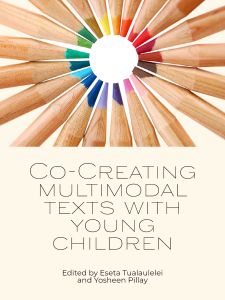 Co-Creating
multimodal
texts with
young
children
Edited by Eseta Tualaulelei
and Yosheen Pillay